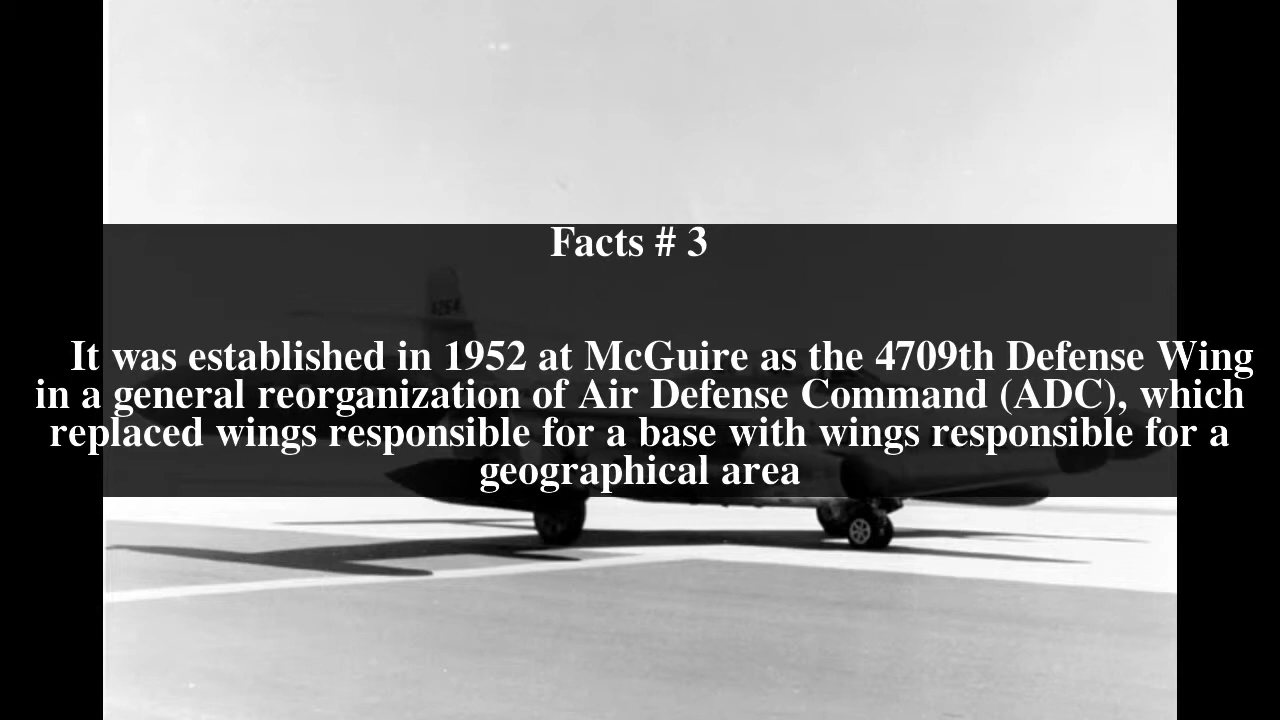 Facts # 3
It was established in 1952 at McGuire as the 4709th Defense Wing
in a general reorganization of Air Defense Command (ADC), which
replaced wings responsible for a base with wings responsible for a
geographical area